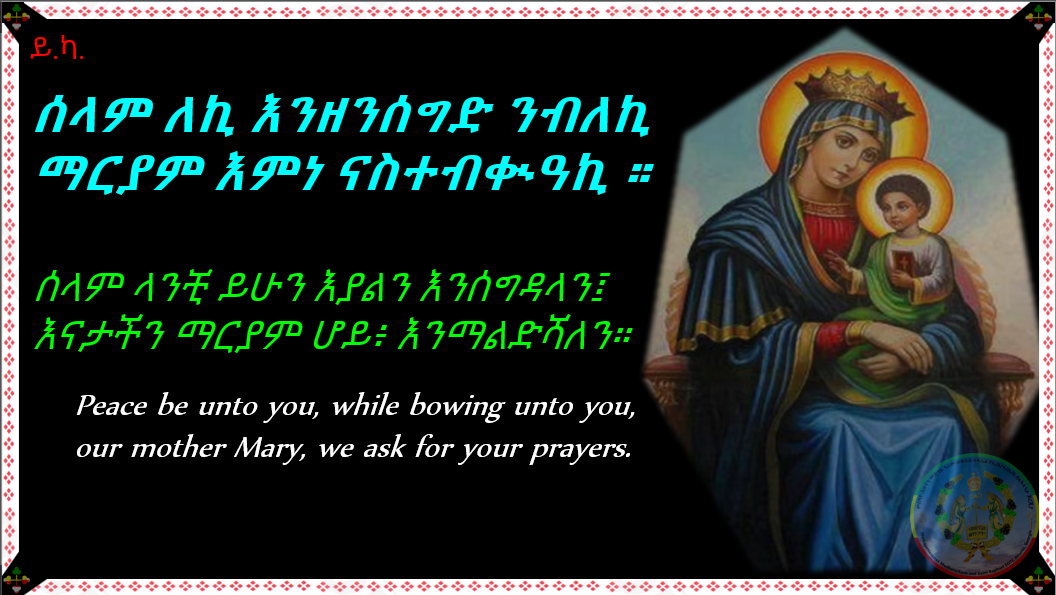 ይ.ካ.
ሰላም ለኪ እንዘንሰግድ ንብለኪ
ማርያም እምነ ናስተብቍዓኪ ።
ሰላም ላንቺ ይሁን እያልን እንሰግዳለን፤
እናታችን ማርያም ሆይ፥ እንማልድሻለን።
Peace be unto you, while bowing unto you,
our mother Mary, we ask for your prayers.